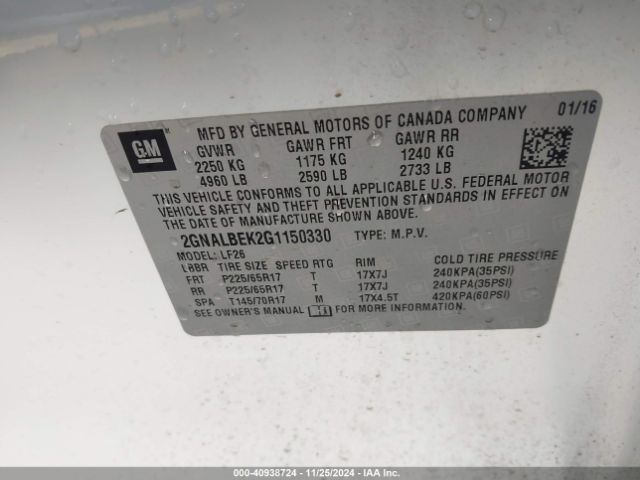 GM
MFD BY GENERAL MOTORS OF CANADA COMPANY 01/16
GVWR GAWR FRT GAWR RR
2250 KG 1175 KG 1240 KG
4960 LB 2590 LB 2733 LB
THIS VEHICLE CONFORMS TO ALL APPLICABLE U.S. FEDERAL MOTOR
VEHICLE SAFETY AND THEFT PREVENTION STANDARDS IN EFFECT ON
THE DATE OF MANUFACTURE SHOWN ABOVE.
2GNALBEK2G1150330 TYPE: M.P.V.
MODEL: LF26
TIRE SIZE SPEED RTG RIM COLD TIRE PRESSURE
FRT P225/65R17 T 17X7J 240KPA(35PSI)
RR P225/65R17 T 17X7J 240KPA(35PSI)
SPA T145/70R17 M 17X4.5T 420KPA(60PSI)
SEE OWNER'S MANUAL FOR MORE INFORMATION.
000-40938724 - 11/25/2024 - IAA Inc.